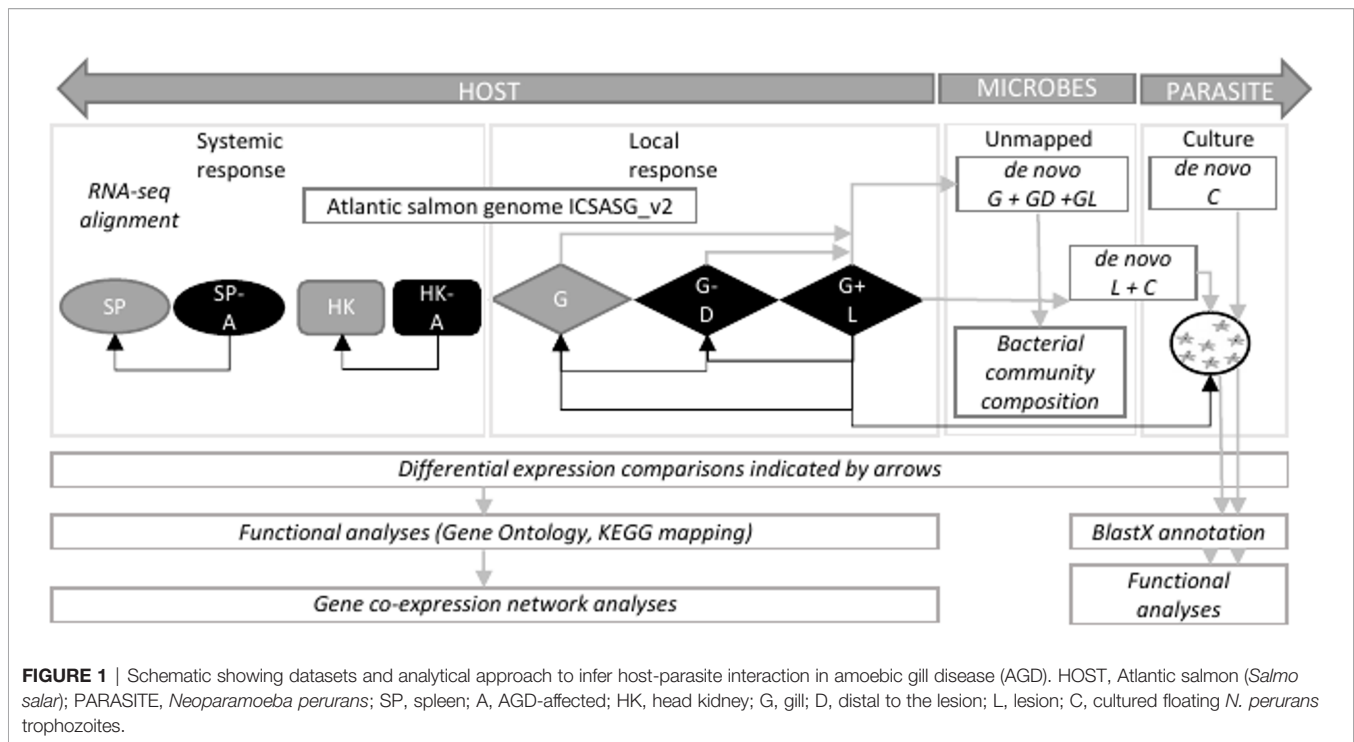 HOST
MICROBES
PARASITE
Systemic
response
RNA-seq
alignment
Local
response
Atlantic salmon genome ICSASG_v2
Unmapped
de novo
G + GD +GL
Culture
de novo
C
de novo
L + C
SP
SP-
A
HK
HK-
A
G
G-
D
G+
L
Bacterial
community
composition
Differential expression comparisons indicated by arrows
Functional analyses (Gene Ontology, KEGG mapping)
Gene co-expression network analyses
BlastX annotation
Functional
analyses
FIGURE 1 | Schematic showing datasets and analytical approach to infer host-parasite interaction in amoebic gill disease (AGD). HOST, Atlantic salmon (Salmo
salar); PARASITE, Neoparamoeba perurans; SP, spleen; A, AGD-affected; HK, head kidney; G, gill; D, distal to the lesion; L, lesion; C, cultured floating N. perurans
trophozoites.